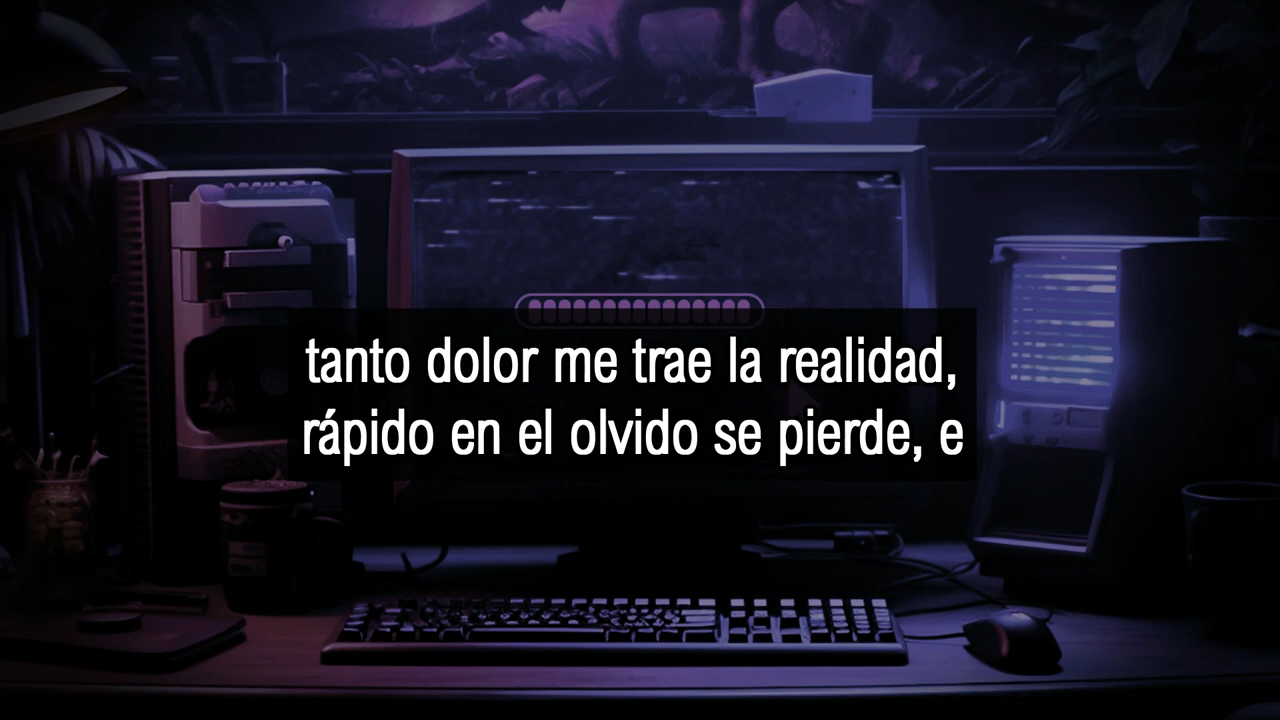 tanto dolor me trae la realidad,
rápido en el olvido se pierde, e